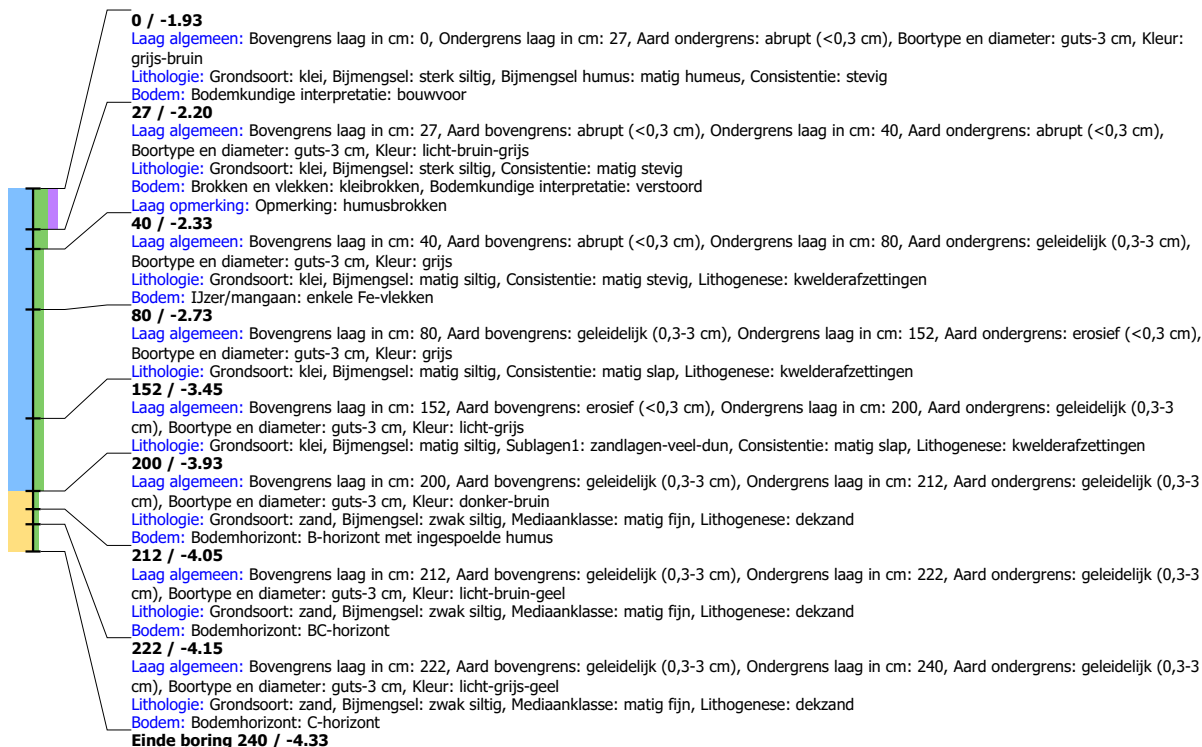 0 / -1.93
Laag algemeen: Bovengrens laag in cm: 0, Ondergrens laag in cm: 27, Aard ondergrens: abrupt (<0,3 cm), Boortype en diameter: guts-3 cm, Kleur:
grijs-bruin
Lithologie: Grondsoort: klei, Bijmengsel: sterk siltig, Bijmengsel humus: matig humeus, Consistentie: stevig
Bodem: Bodemkundige interpretatie: bouwvoor
27 / -2.20
Laag algemeen: Bovengrens laag in cm: 27, Aard bovengrens: abrupt (<0,3 cm), Ondergrens laag in cm: 40, Aard ondergrens: abrupt (<0,3 cm),
Boortype en diameter: guts-3 cm, Kleur: licht-bruin-grijs
Lithologie: Grondsoort: klei, Bijmengsel: sterk siltig, Consistentie: matig stevig
Bodem: Brokken en vlekken: kleibrokken, Bodemkundige interpretatie: verstoord
Laag opmerking: Opmerking: humusbrokken
40 / -2.33
Laag algemeen: Bovengrens laag in cm: 40, Aard bovengrens: abrupt (<0,3 cm), Ondergrens laag in cm: 80, Aard ondergrens: geleidelijk (0,3-3 cm),
Boortype en diameter: guts-3 cm, Kleur: grijs
Lithologie: Grondsoort: klei, Bijmengsel: matig siltig, Consistentie: matig stevig, Lithogenese: kwelderafzettingen
Bodem: IJzer/mangaan: enkele Fe-vlekken
80 / -2.73
Laag algemeen: Bovengrens laag in cm: 80, Aard bovengrens: geleidelijk (0,3-3 cm), Ondergrens laag in cm: 152, Aard ondergrens: erosief (<0,3 cm),
Boortype en diameter: guts-3 cm, Kleur: grijs
Lithologie: Grondsoort: klei, Bijmengsel: matig siltig, Consistentie: matig slap, Lithogenese: kwelderafzettingen
152 / -3.45
Laag algemeen: Bovengrens laag in cm: 152, Aard bovengrens: erosief (<0,3 cm), Ondergrens laag in cm: 200, Aard ondergrens: geleidelijk (0,3-3
cm), Boortype en diameter: guts-3 cm, Kleur: licht-grijs
Lithologie: Grondsoort: klei, Bijmengsel: matig siltig, Sublagen1: zandlagen-veel-dun, Consistentie: matig slap, Lithogenese: kwelderafzettingen
200 / -3.93
Laag algemeen: Bovengrens laag in cm: 200, Aard bovengrens: geleidelijk (0,3-3 cm), Ondergrens laag in cm: 212, Aard ondergrens: geleidelijk (0,3-3
cm), Boortype en diameter: guts-3 cm, Kleur: donker-bruin
Lithologie: Grondsoort: zand, Bijmengsel: zwak siltig, Mediaanklasse: matig fijn, Lithogenese: dekzand
Bodem: Bodemhorizont: B-horizont met ingespoelde humus
212 / -4.05
Laag algemeen: Bovengrens laag in cm: 212, Aard bovengrens: geleidelijk (0,3-3 cm), Ondergrens laag in cm: 222, Aard ondergrens: geleidelijk (0,3-3
cm), Boortype en diameter: guts-3 cm, Kleur: licht-bruin-geel
Lithologie: Grondsoort: zand, Bijmengsel: zwak siltig, Mediaanklasse: matig fijn, Lithogenese: dekzand
Bodem: Bodemhorizont: BC-horizont
222 / -4.15
Laag algemeen: Bovengrens laag in cm: 222, Aard bovengrens: geleidelijk (0,3-3 cm), Ondergrens laag in cm: 240, Aard ondergrens: geleidelijk (0,3-3
cm), Boortype en diameter: guts-3 cm, Kleur: licht-grijs-geel
Lithologie: Grondsoort: zand, Bijmengsel: zwak siltig, Mediaanklasse: matig fijn, Lithogenese: dekzand
Bodem: Bodemhorizont: C-horizont
Einde boring 240 / -4.33